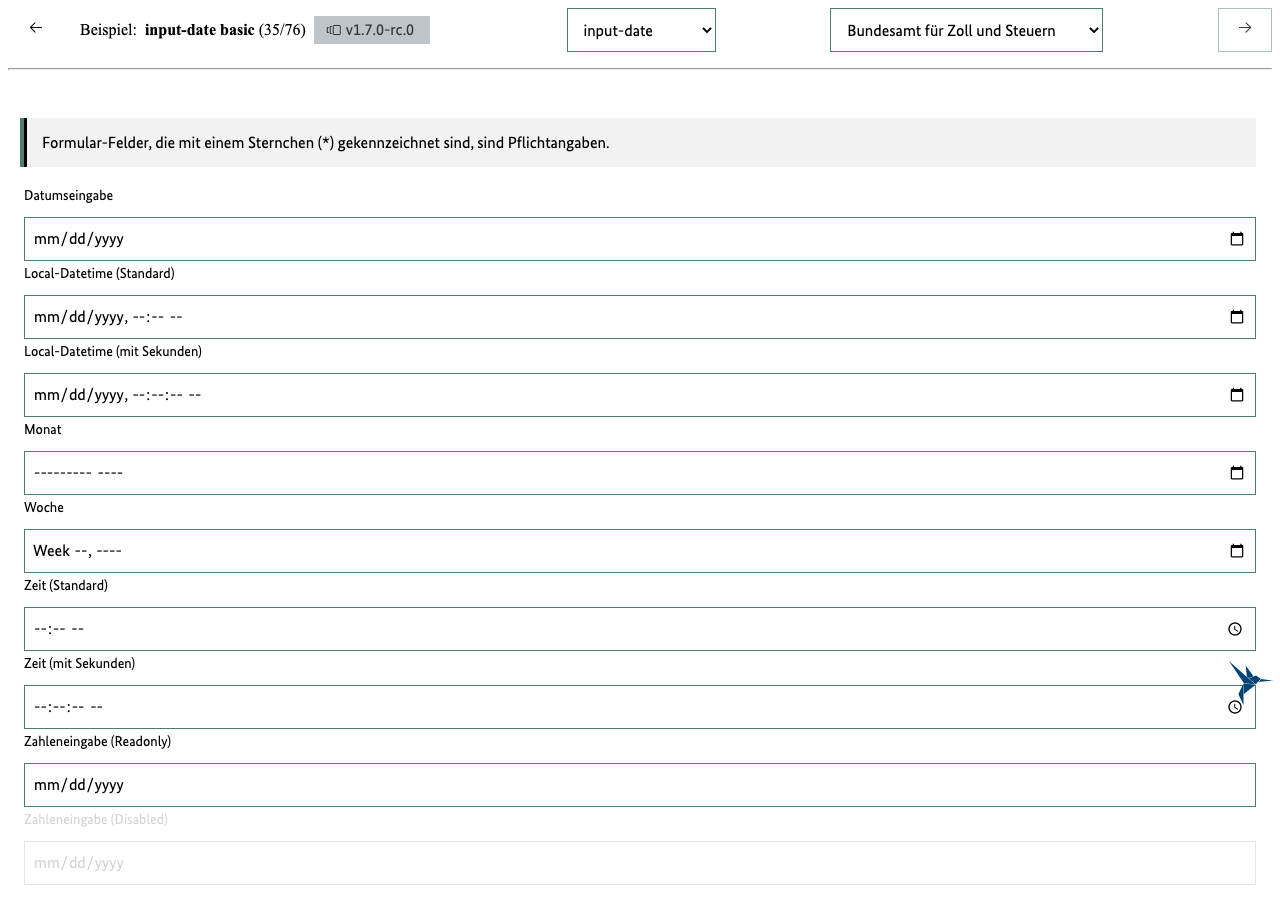 Beispiel: input-date basic (35/76) v1.7.0-rc.0 input-date Bundesamt für Zoll und Steuern
Formular-Felder, die mit einem Sternchen (*) gekennzeichnet sind, sind Pflichtangaben.
Datumseingabe
mm/dd/yyyy
Local-Datetime (Standard)
mm/dd/yyyy, --:-- --
Local-Datetime (mit Sekunden)
mm/dd/yyyy, --:--:-- --
Monat
--------- ----
Woche
Week --, ----
Zeit (Standard)
--:-- --
Zeit (mit Sekunden)
--:--:-- --
Zahleneingabe (Readonly)
mm/dd/yyyy
Zahleneingabe (Disabled)
mm/dd/yyyy